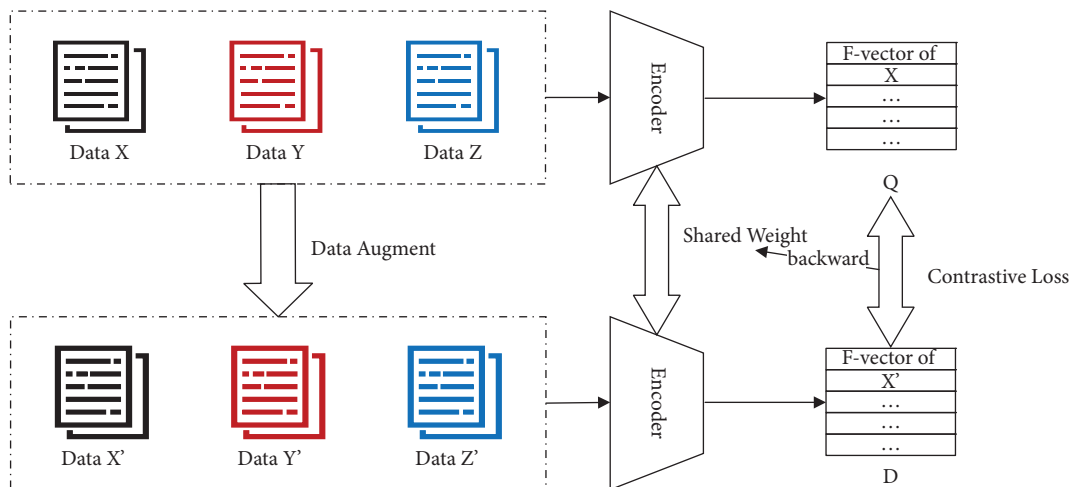 Data X
Data Y
Data Z
Encoder
F-vector of
X
…
…
…
Q
Data Augment
Shared Weight
backward
Contrastive Loss
Data X’
Data Y’
Data Z’
Encoder
F-vector of
X’
…
…
…
D